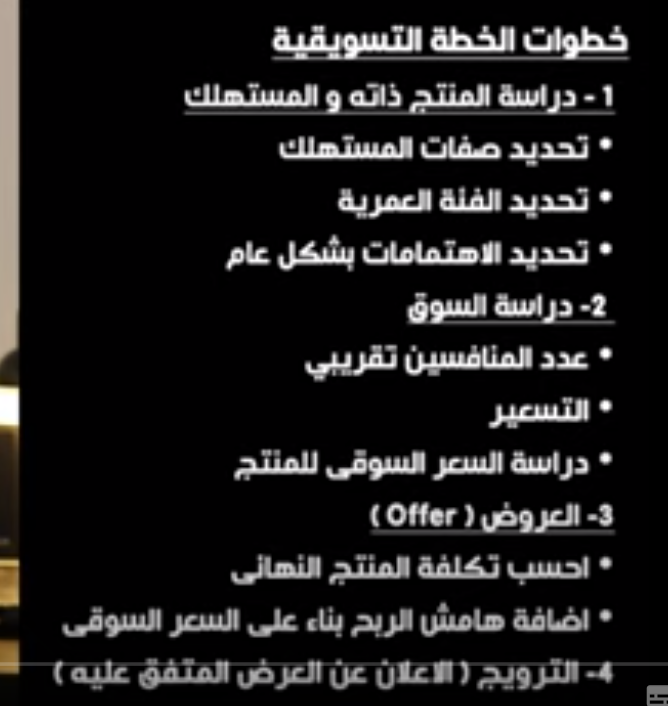 خطوات الخطة التسويقية
1- دراسة المنتج ذاته و المستهلك
• تحديد صفات المستهلك
• تحديد الفئة العمرية
• تحديد الاهتمامات بشكل عام
2- دراسة السوق
• عدد المنافسين تقريبي
• التسعير
• دراسة السعر السوقى للمنتج
3- العروض ( Offer )
• احسب تكلفة المنتج النهائى
• اضافة هامش الربح بناء على السعر السوقى
4- الترويج ( الاعلان عن العرض المتفق عليه )